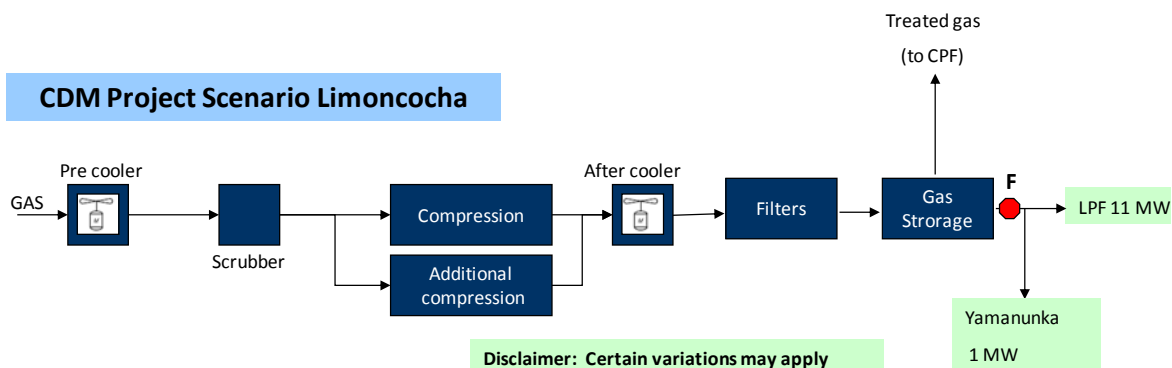 Treated gas
(to CPF)
CDM Project Scenario Limoncocha
Pre cooler
After cooler
F
GAS
Compression
Filters
Gas
Strorage
LPF 11 MW
Scrubber
Additional
compression
Yamanunka
1 MW
Disclaimer: Certain variations may apply